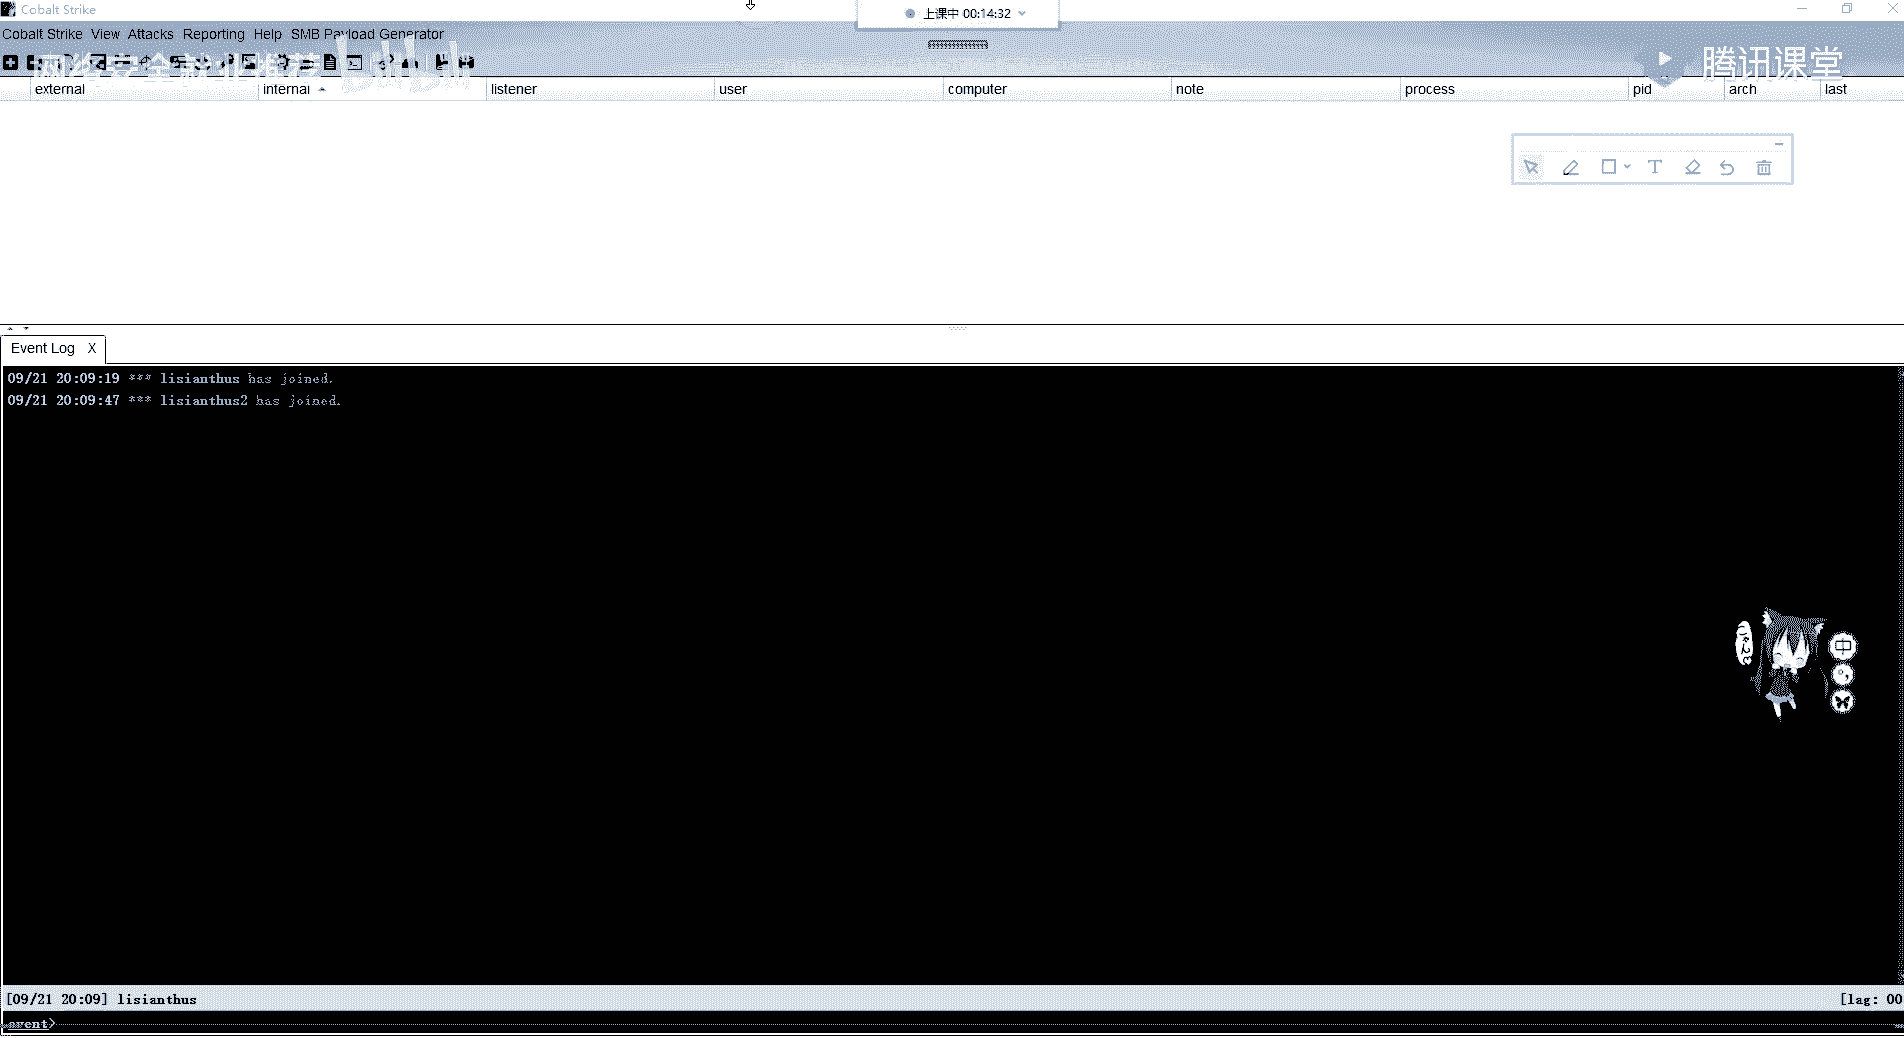 Cobalt Strike
上课中 00:14:32
Cobalt Strike View Attacks Reporting Help SMB Payload Generator
网络安全就业推荐 bilibili
腾讯课堂
external internal listener user computer note process pid arch last
Event Log X
09/21 20:09:19 *** lisianthus has joined.
09/21 20:09:47 *** lisianthus2 has joined.
中
[09/21 20:09] lisianthus [lag: 00
event>